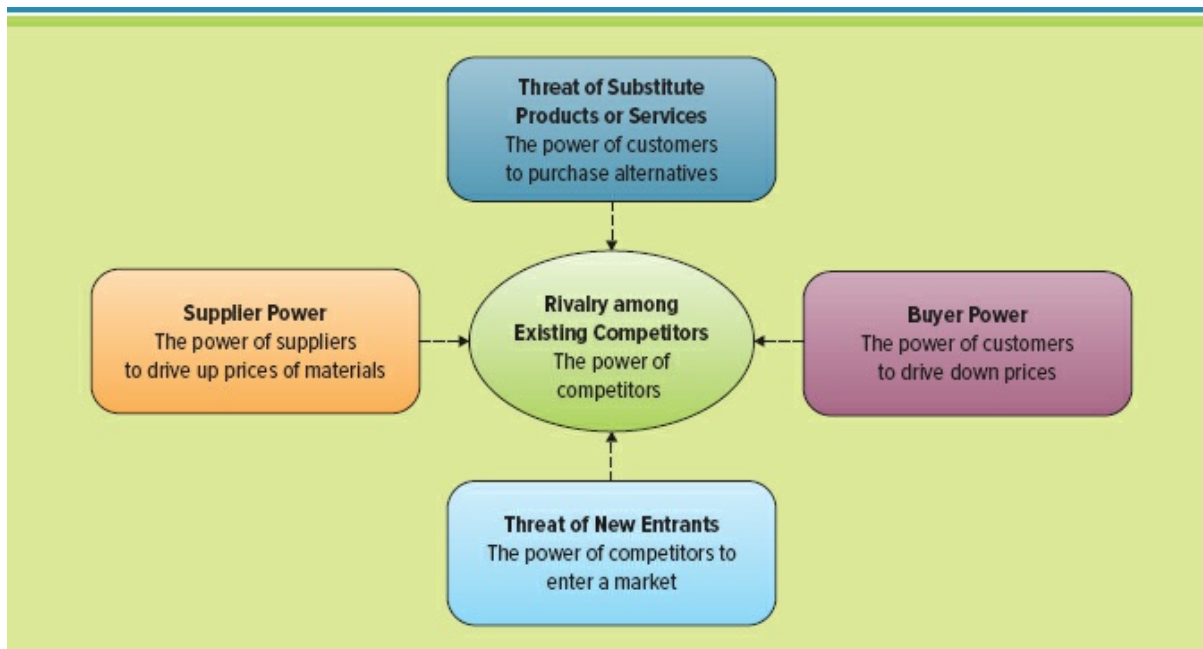 Threat of Substitute
Products or Services
The power of customers
to purchase alternatives
Supplier Power
The power of suppliers
to drive up prices of materials
Rivalry among
Existing Competitors
The power of
competitors
Buyer Power
The power of customers
to drive down prices
Threat of New Entrants
The power of competitors to
enter a market